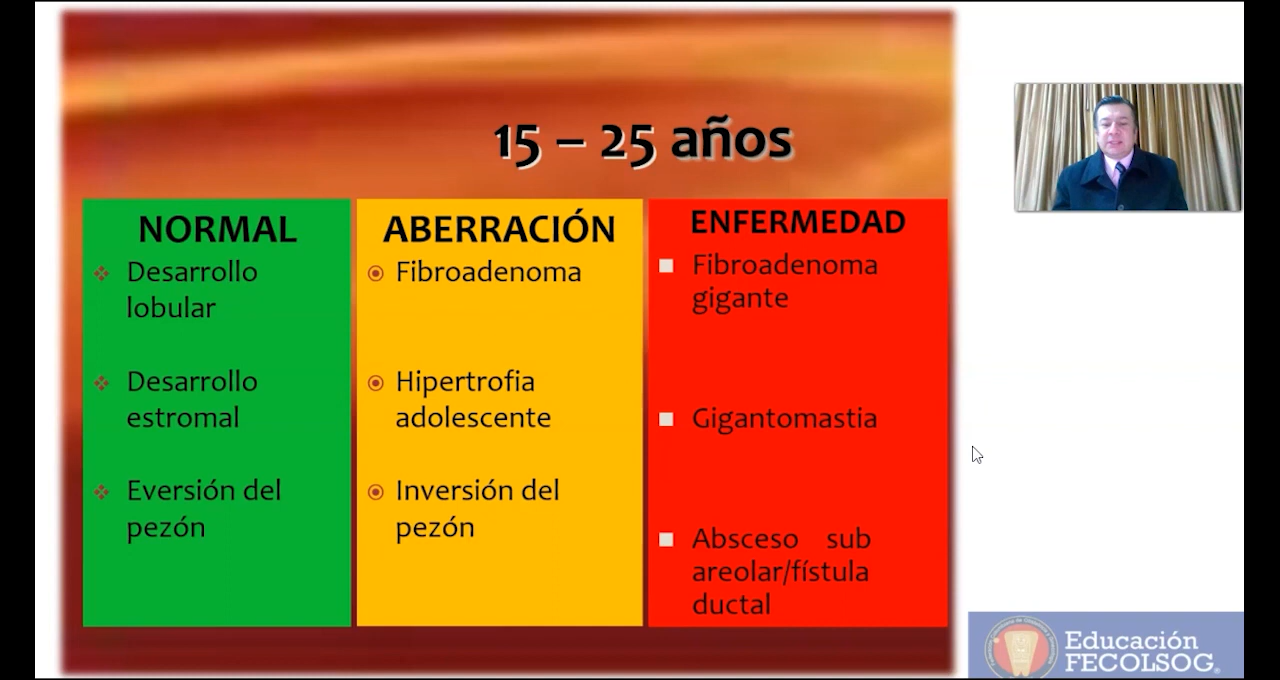 15 – 25 años
NORMAL
Desarrollo
lobular
Desarrollo
estromal
Eversión del
pezón
ABERRACIÓN
Fibroadenoma
Hipertrofia
adolescente
Inversión del
pezón
ENFERMEDAD
Fibroadenoma
gigante
Gigantomastia
Absceso sub
areolar/fístula
ductal
Educación
FECOLSOG®